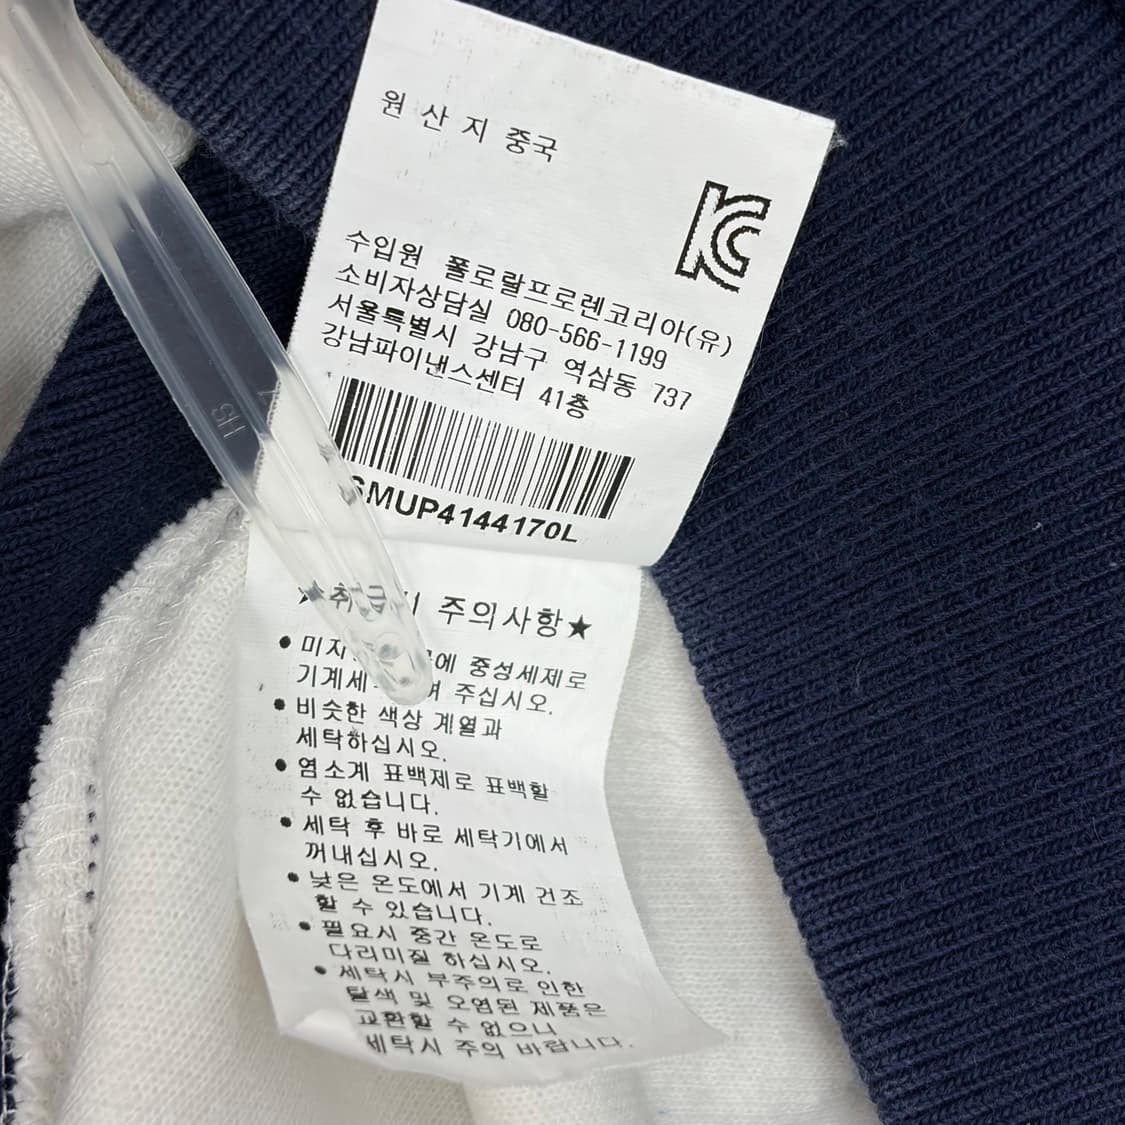 원 산 지 중국
KC
수입원 폴로랄프로렌코리아(유)
소비자상담실 080-566-1199
서울특별시 강남구 역삼동 737
강남파이낸스센터 41층
SMUP4144170L
SH
주의사항★
중성세제로
주십시오.
● 비슷한 색상 계열과
세탁하십시오.
● 염소계 표백제로 표백할
수 없습니다.
● 세탁 후 바로 세탁기에서
꺼내십시오.
● 낮은 온도에서 기계 건조
할 수 있습니다.
● 필요시 중간 온도로
다리미질 하십시오.
● 세탁시 부주의로 인한
탈색 및 오염된 제품은
교환할 수 없으니
세탁시 주의 바랍니다.